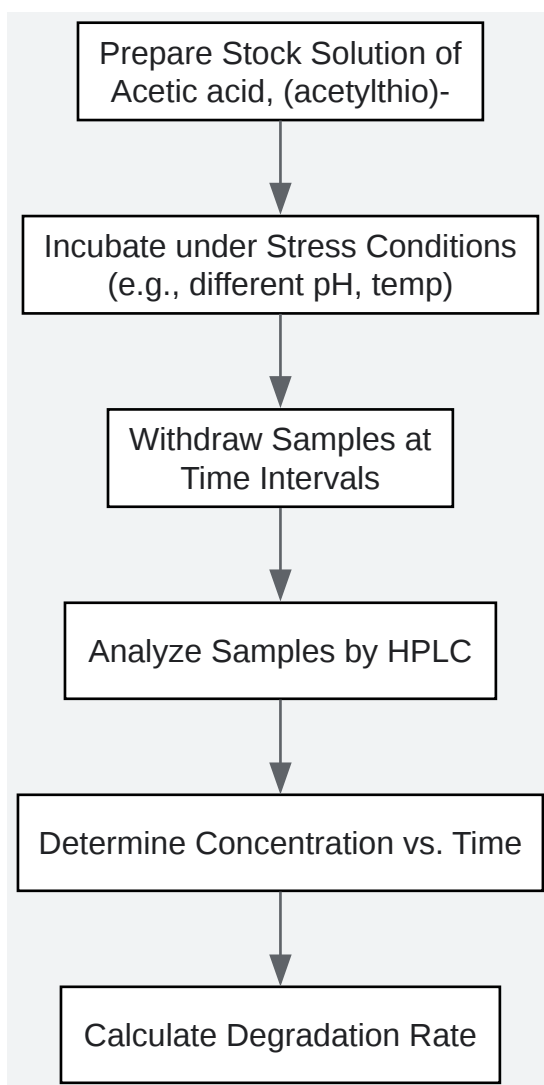 Prepare Stock Solution of
Acetic acid, (acetylthio)-
Incubate under Stress Conditions
(e.g., different pH, temp)
Withdraw Samples at
Time Intervals
Analyze Samples by HPLC
Determine Concentration vs. Time
Calculate Degradation Rate